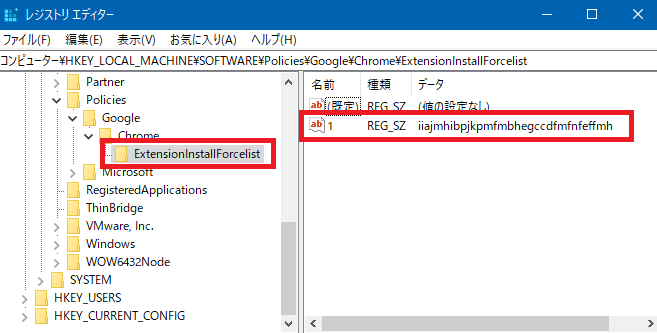 レジストリ エディター
ファイル(F) 編集(E) 表示(V) お気に入り(A) ヘルプ(H)
コンピューター¥HKEY_LOCAL_MACHINE¥SOFTWARE¥Policies¥Google¥Chrome¥ExtensionInstallForcelist
Partner
Policies
Google
Chrome
ExtensionInstallForcelist
Microsoft
RegisteredApplications
ThinBridge
VMware, Inc.
Windows
WOW6432Node
SYSTEM
HKEY_USERS
HKEY_CURRENT_CONFIG
名前 種類 データ
ab (既定) REG_SZ (値の設定なし)
ab 1 REG_SZ iiajmhibpjkpmfmbhegccdfmfnfeffmh